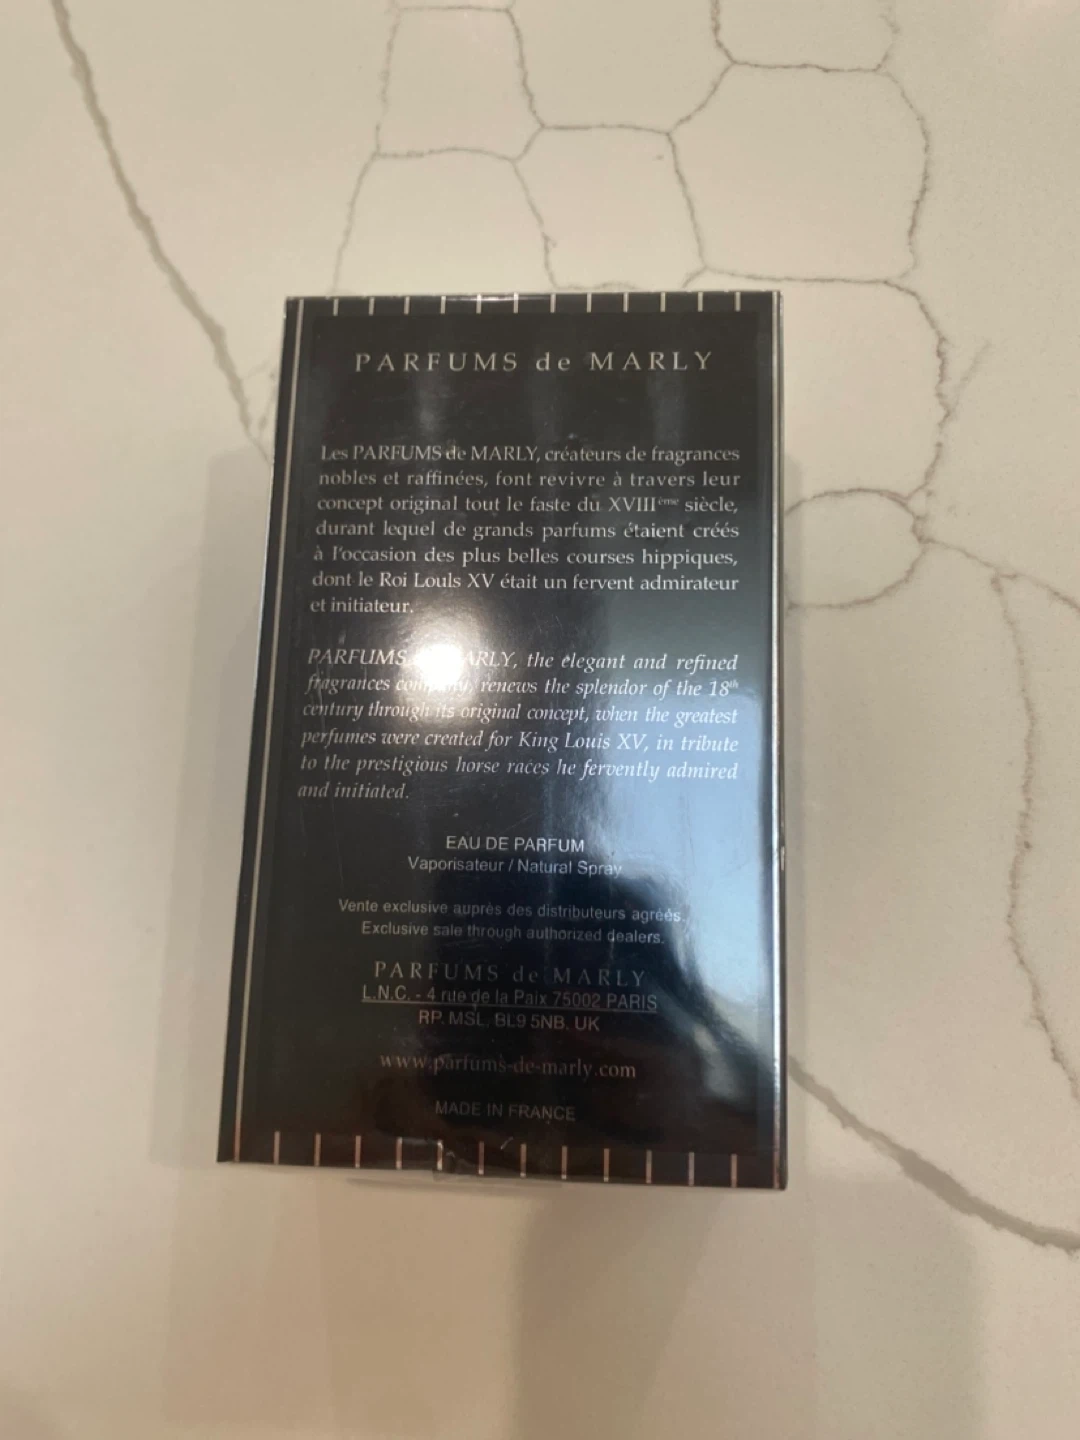 PARFUMS de MARLY
Les PARFUMS de MARLY, créateurs de fragrances
nobles et raffinées, font revivre à travers leur
concept original tout le faste du XVIIIème siècle,
durant lequel de grands parfums étaient créés
à l'occasion des plus belles courses hippiques,
dont le Roi Louis XV était un fervent admirateur
et initiateur.
PARFUMS MARLY, the elegant and refined
fragrances company, renews the splendor of the 18th
century through its original concept, when the greatest
perfumes were created for King Louis XV, in tribute
to the prestigious horse races he fervently admired
and initiated.
EAU DE PARFUM
Vaporisateur / Natural Spray
Vente exclusive auprès des distributeurs agréés.
Exclusive sale through authorized dealers.
PARFUMS de MARLY
L.N.C. - 4 rue de la Paix 75002 PARIS
RP. MSL. BL9 5NB. UK
www.parfums-de-marly.com
MADE IN FRANCE